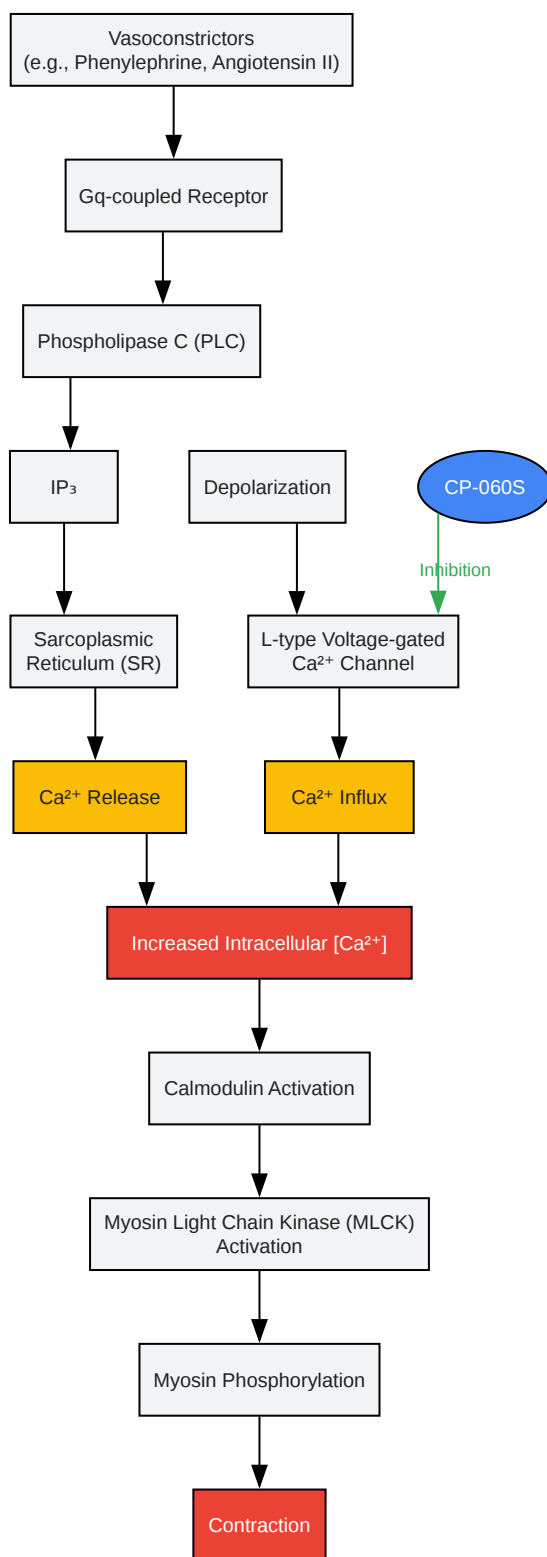 Vasoconstrictors
(e.g., Phenylephrine, Angiotensin II)
Gq-coupled Receptor
Phospholipase C (PLC)
IP₃
Depolarization
CP-060S
Inhibition
Sarcoplasmic
Reticulum (SR)
L-type Voltage-gated
Ca²⁺ Channel
Ca²⁺ Release
Ca²⁺ Influx
Increased Intracellular [Ca²⁺]
Calmodulin Activation
Myosin Light Chain Kinase (MLCK)
Activation
Myosin Phosphorylation
Contraction